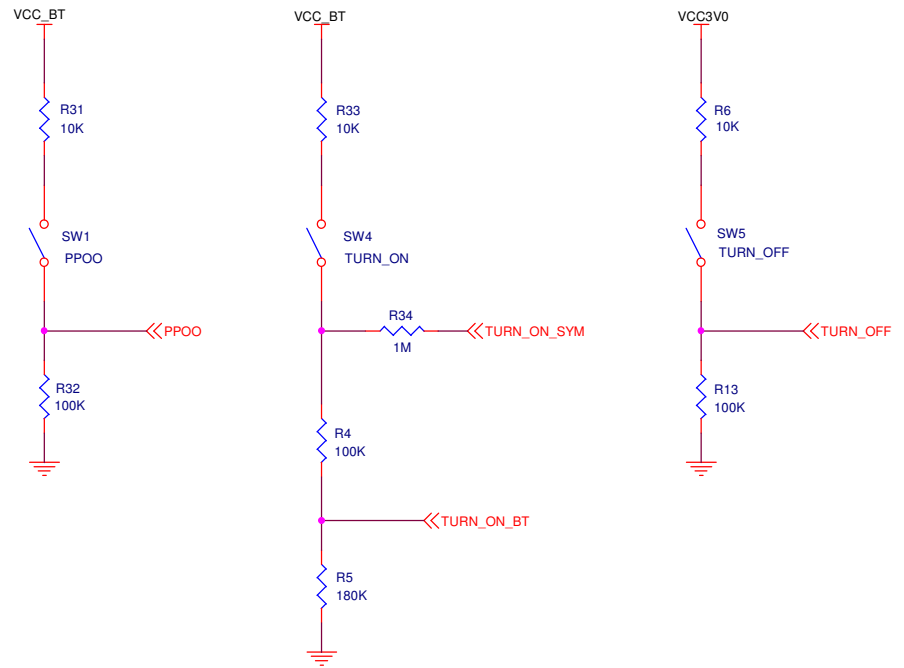 VCC_BT
R31
10K
SW1
PPOO
PPOO
R32
100K
VCC_BT
R33
10K
SW4
TURN_ON
R34
1M
TURN_ON_SYM
R4
100K
TURN_ON_BT
R5
180K
VCC3V0
R6
10K
SW5
TURN_OFF
TURN_OFF
R13
100K